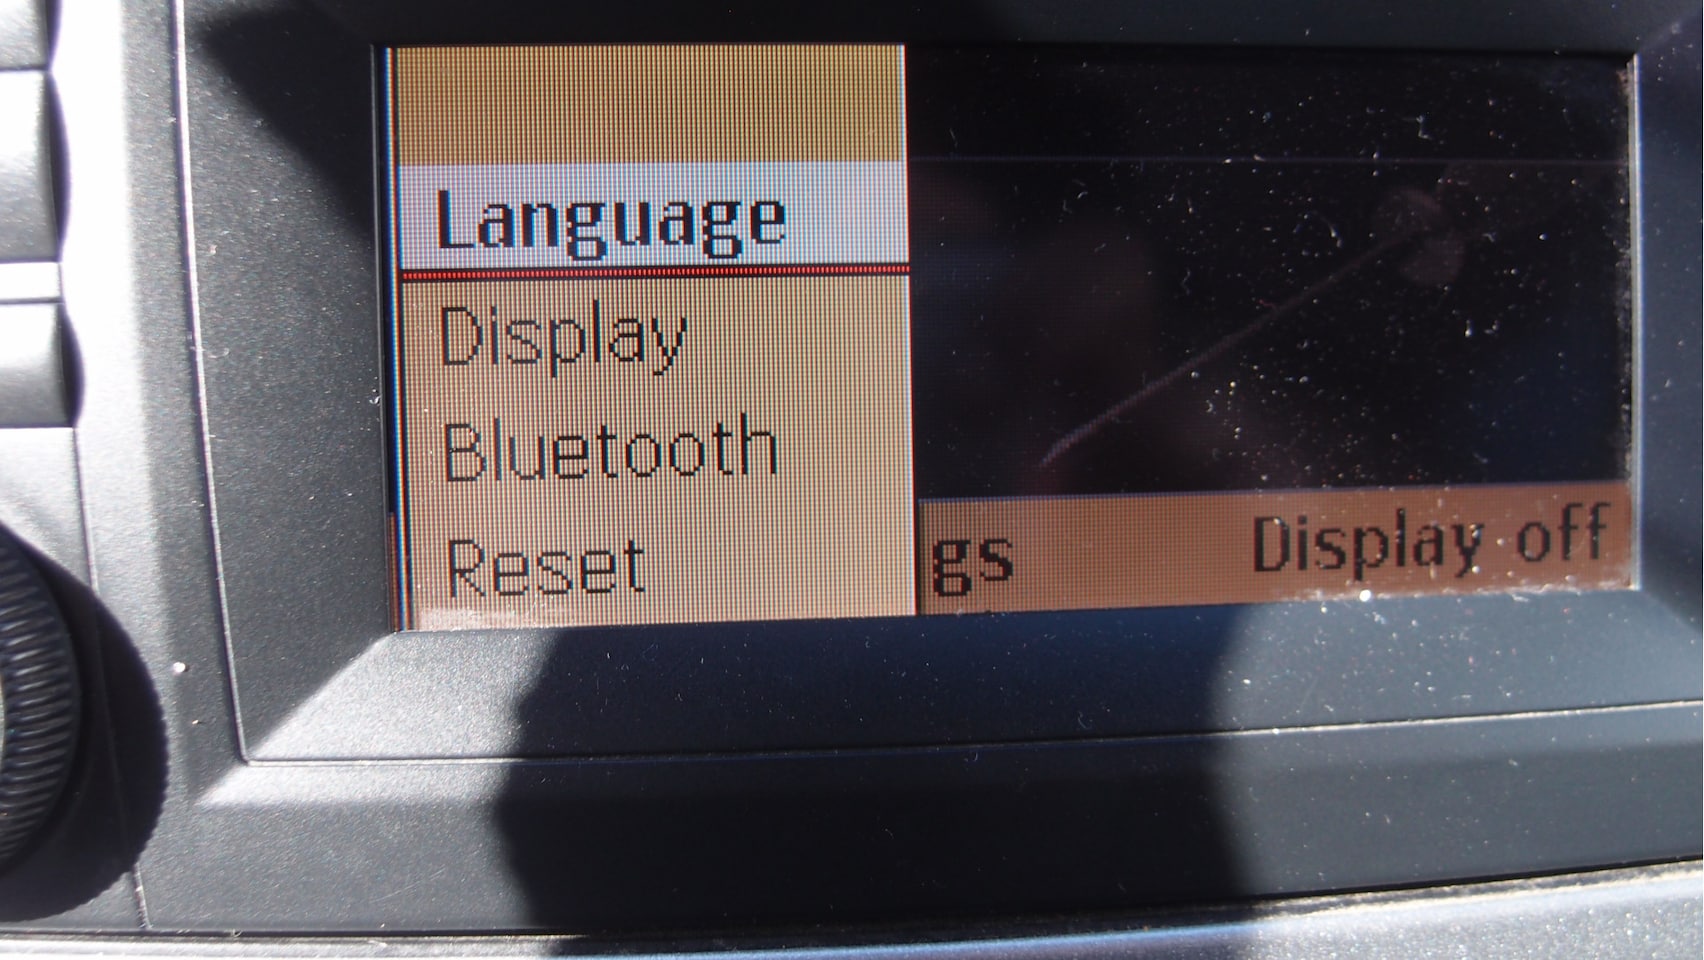 Language
Display
Bluetooth
Reset
gs Display off